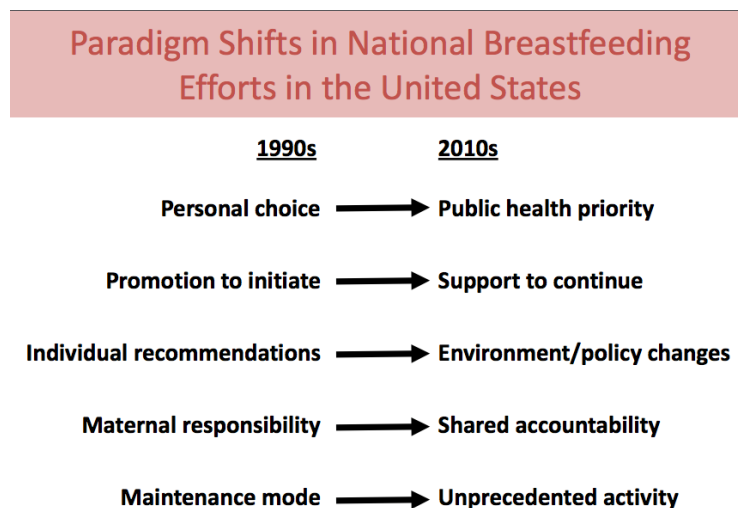 Paradigm Shifts in National Breastfeeding
Efforts in the United States
1990s 2010s
Personal choice Public health priority
Promotion to initiate Support to continue
Individual recommendations Environment/policy changes
Maternal responsibility Shared accountability
Maintenance mode Unprecedented activity